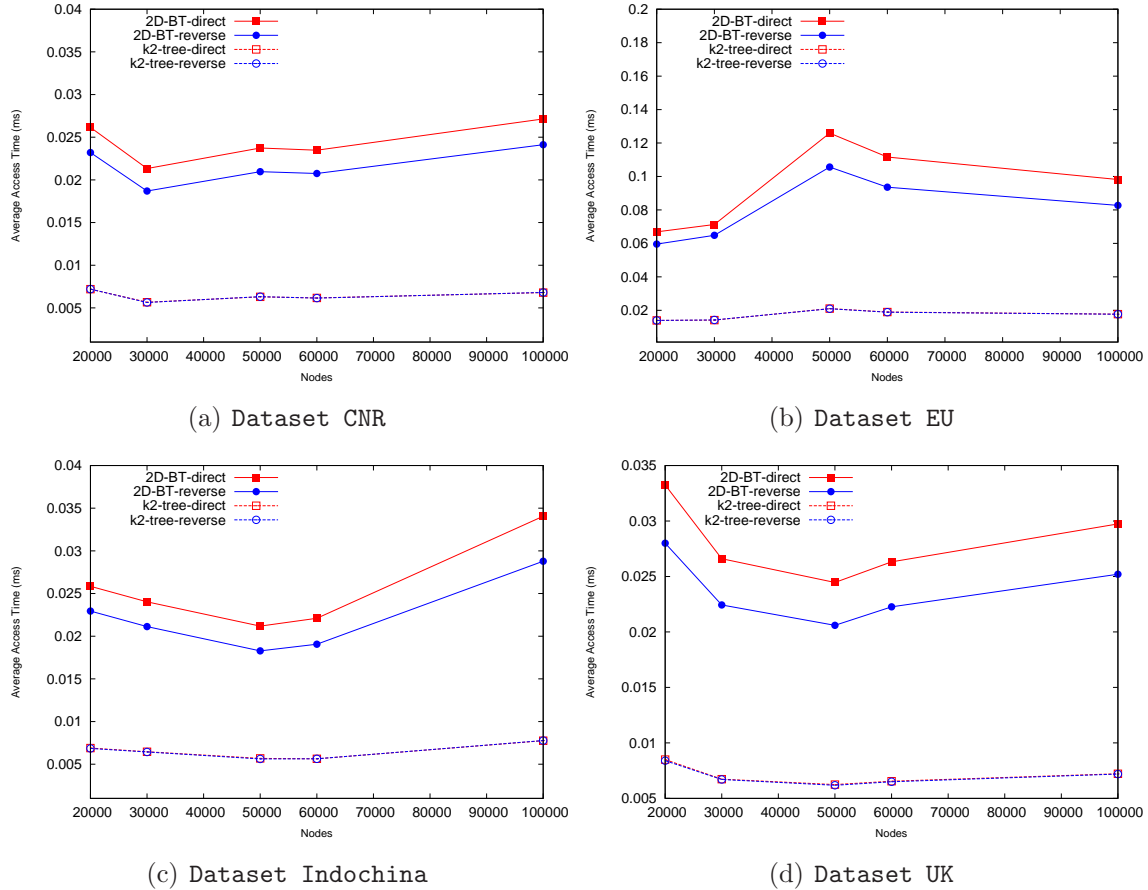 0.04
0.035
0.03
0.025
0.02
0.015
0.01
0.005
Average Access Time (ms)
2D-BT-direct
2D-BT-reverse
k2-tree-direct
k2-tree-reverse
20000 30000 40000 50000 60000 70000 80000 90000 100000
Nodes
(a) Dataset CNR
0.2
0.18
0.16
0.14
0.12
0.1
0.08
0.06
0.04
0.02
Average Access Time (ms)
2D-BT-direct
2D-BT-reverse
k2-tree-direct
k2-tree-reverse
20000 30000 40000 50000 60000 70000 80000 90000 100000
Nodes
(b) Dataset EU
0.04
0.035
0.03
0.025
0.02
0.015
0.01
0.005
Average Access Time (ms)
2D-BT-direct
2D-BT-reverse
k2-tree-direct
k2-tree-reverse
20000 30000 40000 50000 60000 70000 80000 90000 100000
Nodes
(c) Dataset Indochina
0.035
0.03
0.025
0.02
0.015
0.01
0.005
Average Access Time (ms)
2D-BT-direct
2D-BT-reverse
k2-tree-direct
k2-tree-reverse
20000 30000 40000 50000 60000 70000 80000 90000 100000
Nodes
(d) Dataset UK